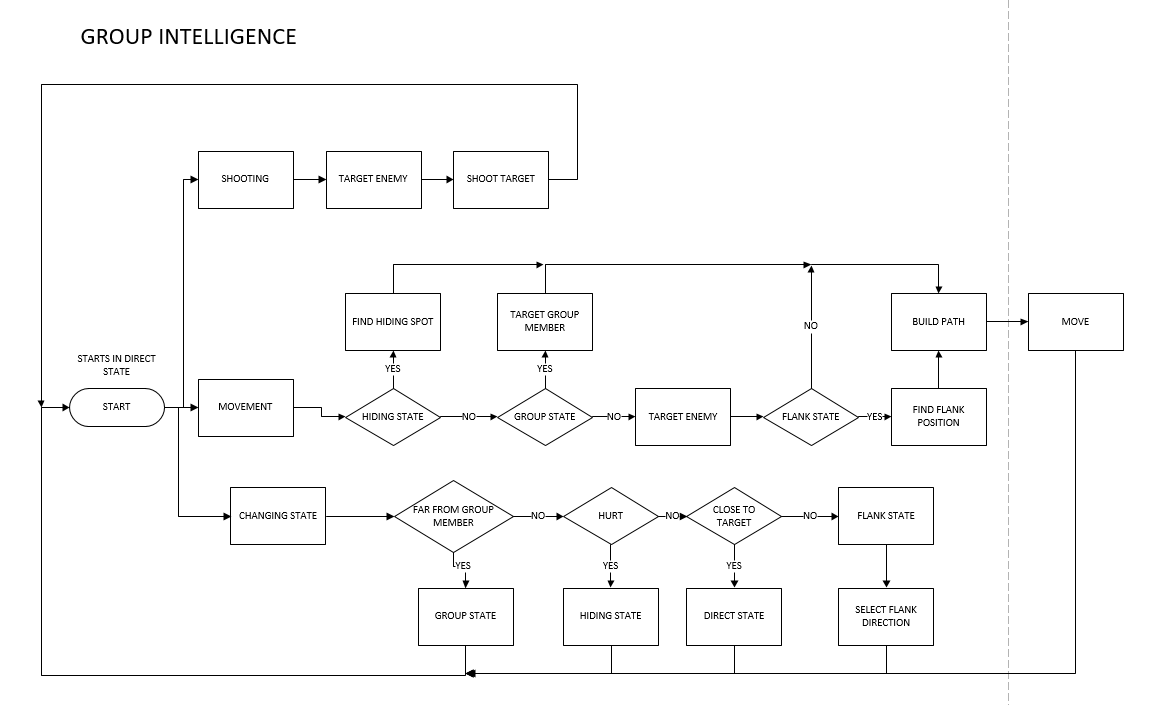 GROUP INTELLIGENCE
SHOOTING
TARGET ENEMY
SHOOT TARGET
FIND HIDING SPOT
TARGET GROUP
MEMBER
BUILD PATH
MOVE
NO
STARTS IN DIRECT
STATE
YES
YES
START
MOVEMENT
HIDING STATE
NO
GROUP STATE
NO
TARGET ENEMY
FLANK STATE
YES
FIND FLANK
POSITION
CHANGING STATE
FAR FROM GROUP
MEMBER
NO
HURT
NO
CLOSE TO
TARGET
NO
FLANK STATE
YES
YES
YES
GROUP STATE
HIDING STATE
DIRECT STATE
SELECT FLANK
DIRECTION